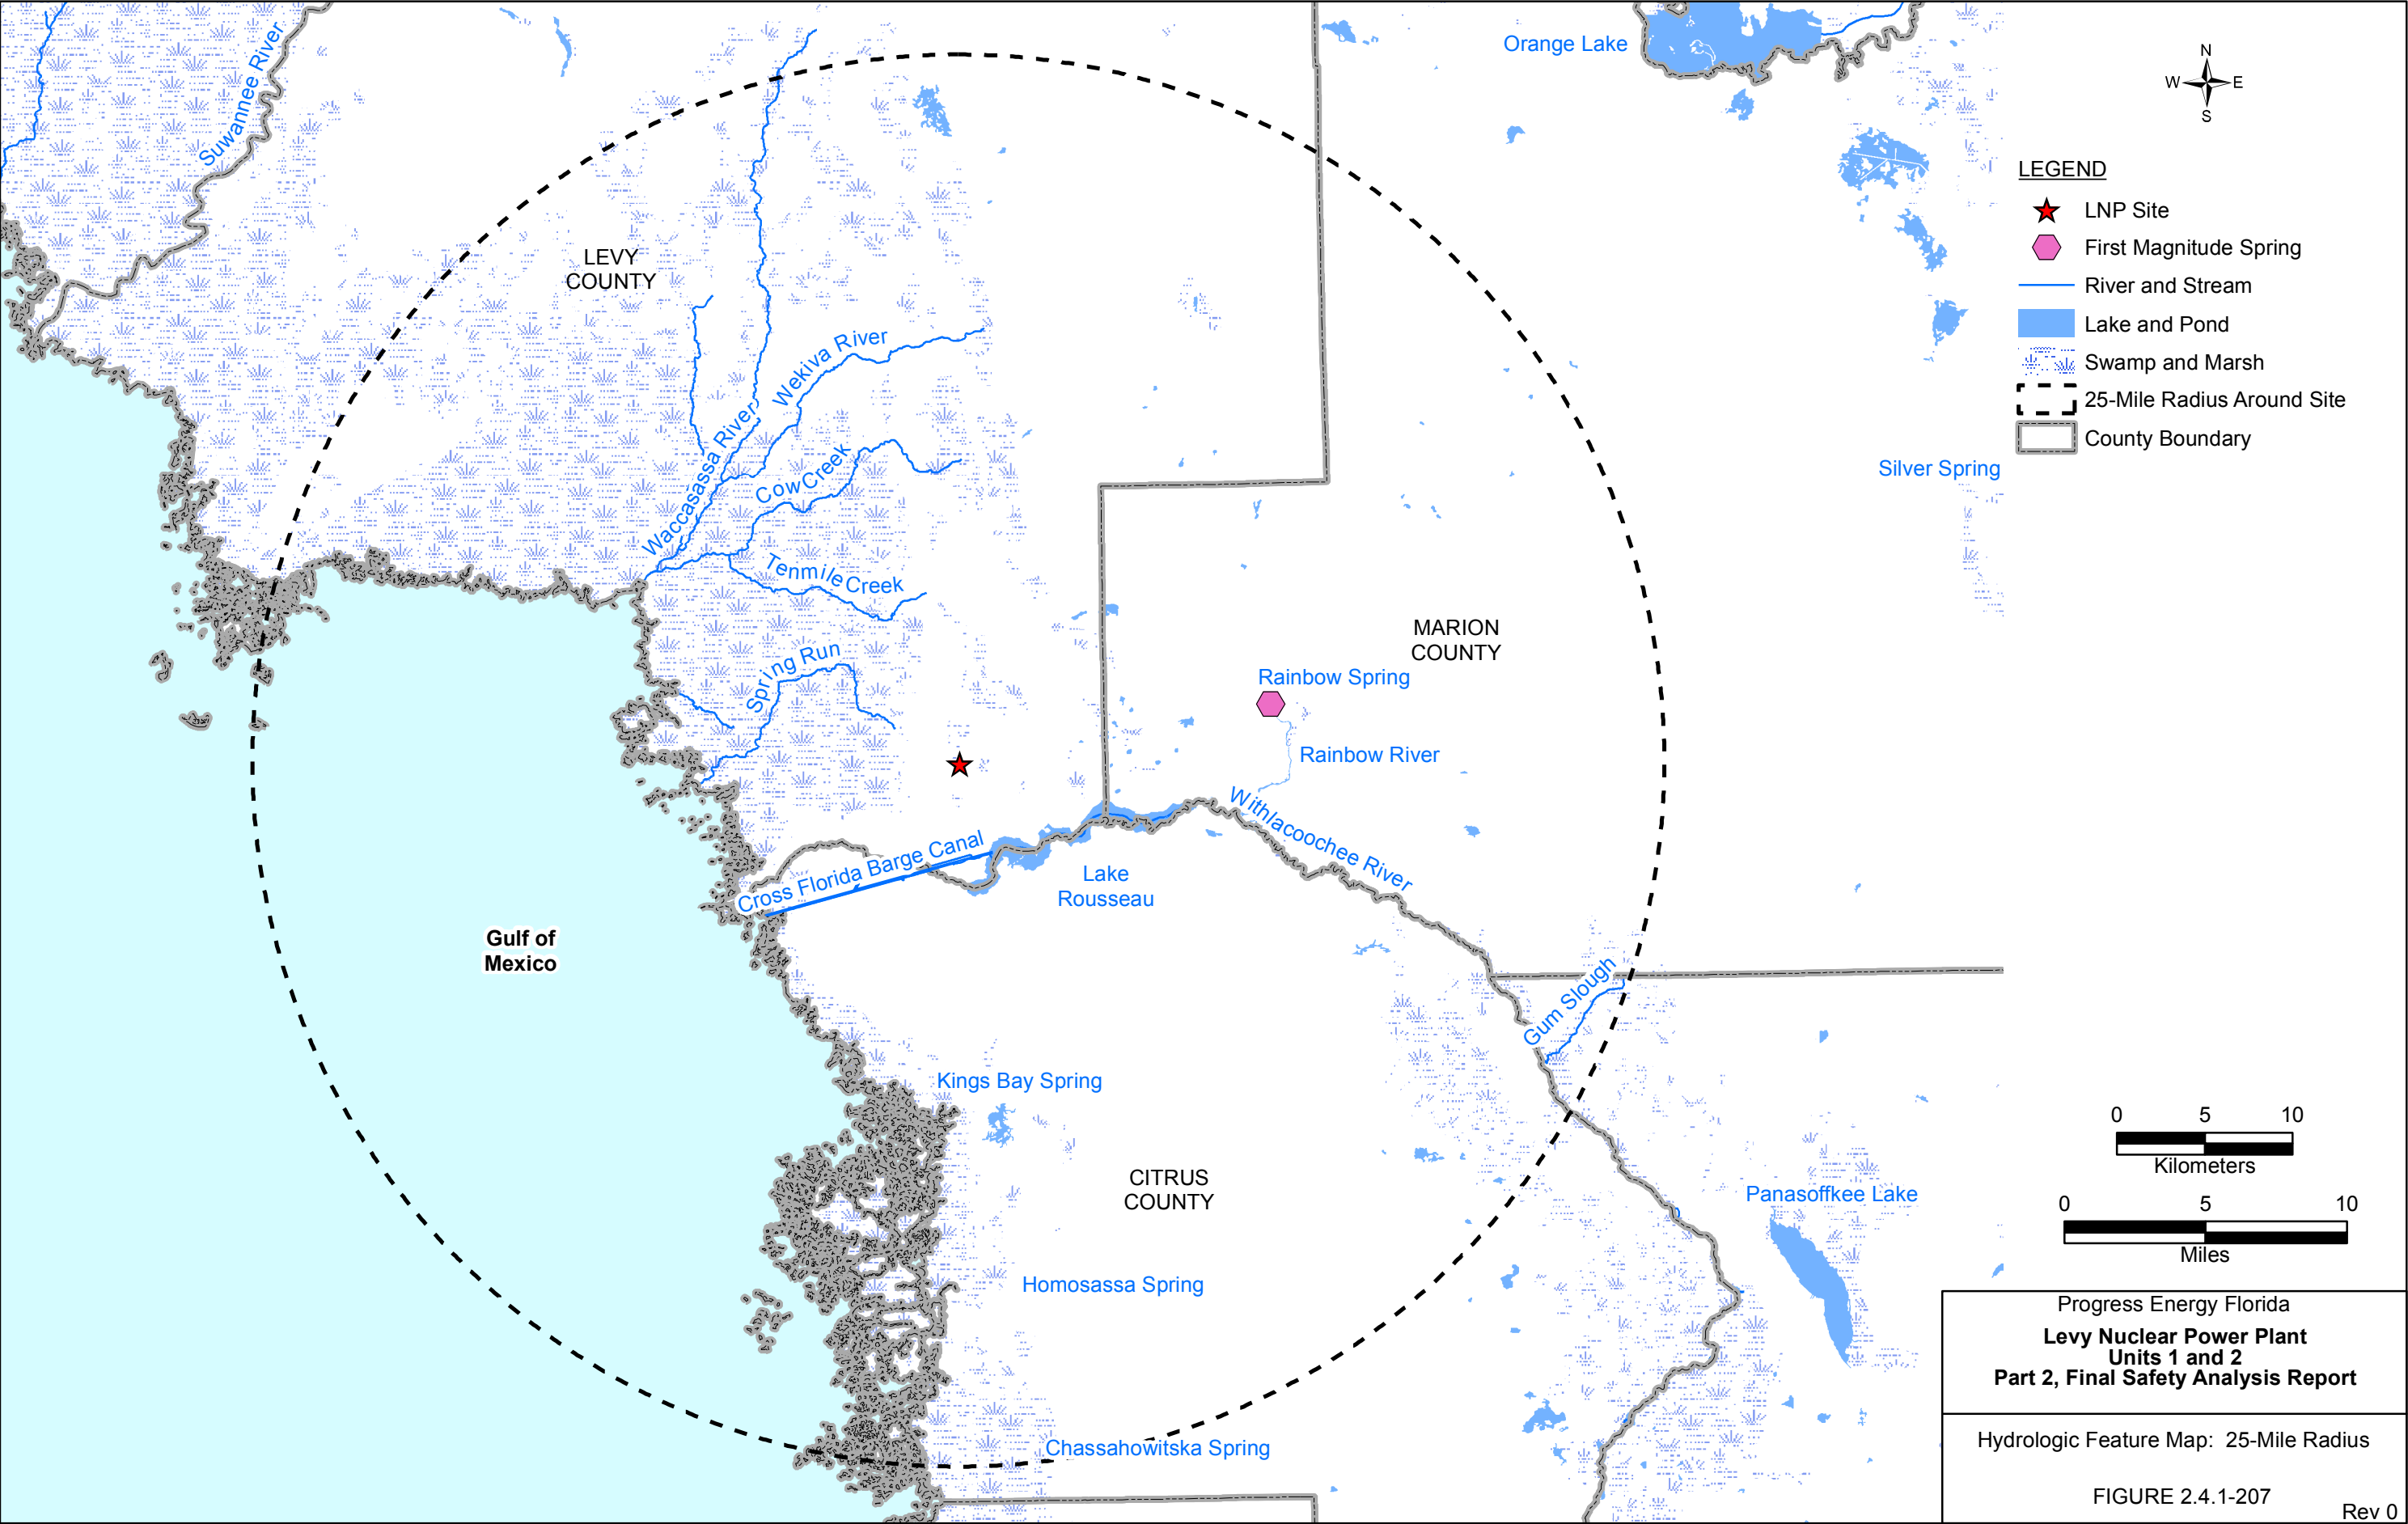 Orange Lake
Suwannee River
N
W
E
S
LEGEND
LNP Site
First Magnitude Spring
River and Stream
Lake and Pond
Swamp and Marsh
25-Mile Radius Around Site
County Boundary
LEVY
COUNTY
Wekiva River
Waccasassa River
Cow Creek
Silver Spring
Tenmile Creek
MARION
COUNTY
Spring Run
Rainbow Spring
Rainbow River
Withlacoochee River
Cross Florida Barge Canal
Lake
Rousseau
Gulf of
Mexico
Gum Slough
Kings Bay Spring
CITRUS
COUNTY
Panasoffkee Lake
Homosassa Spring
Chassahowitska Spring
0 5 10
Kilometers
0 5 10
Miles
Progress Energy Florida
Levy Nuclear Power Plant
Units 1 and 2
Part 2, Final Safety Analysis Report
Hydrologic Feature Map: 25-Mile Radius
FIGURE 2.4.1-207
Rev 0